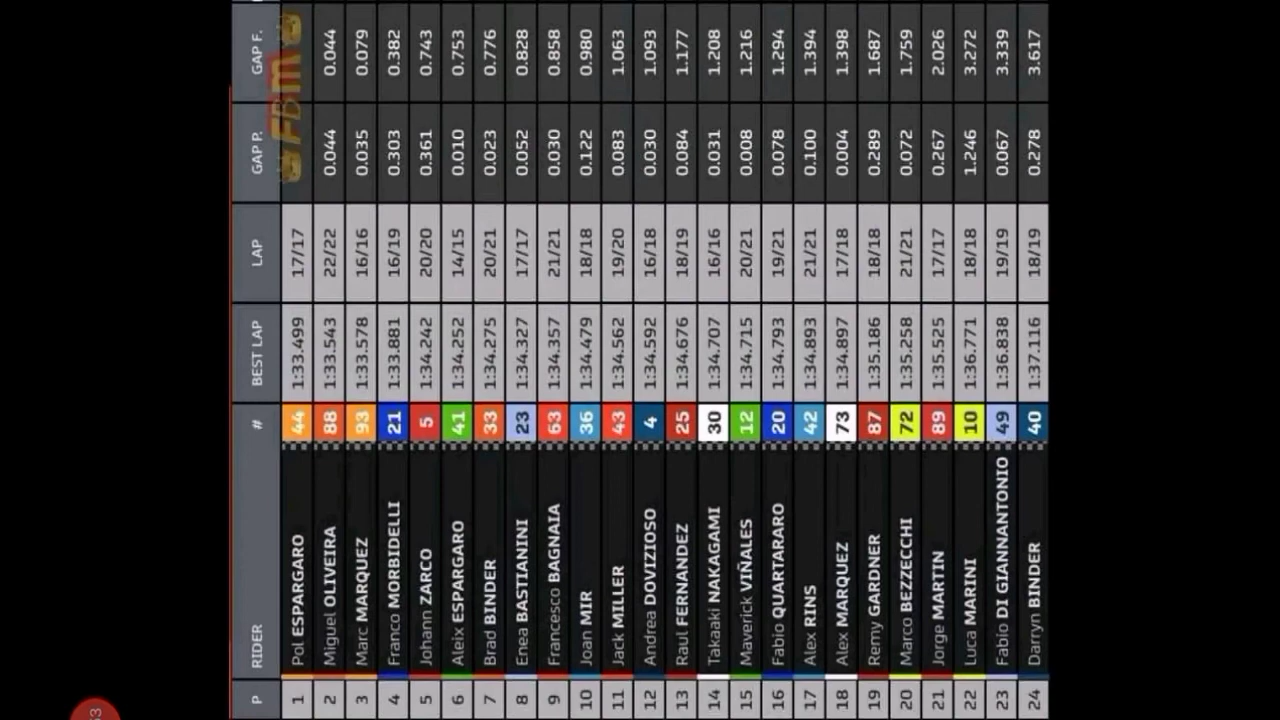 P RIDER # BEST LAP LAP GAP P. GAP F.
1 Pol ESPARGARO 44 1:33.499 17/17
2 Miguel OLIVEIRA 88 1:33.543 22/22 0.044 0.044
3 Marc MARQUEZ 93 1:33.578 16/16 0.035 0.079
4 Franco MORBIDELLI 21 1:33.881 16/19 0.303 0.382
5 Johann ZARCO 5 1:34.242 20/20 0.361 0.743
6 Aleix ESPARGARO 41 1:34.252 14/15 0.010 0.753
7 Brad BINDER 33 1:34.275 20/21 0.023 0.776
8 Enea BASTIANINI 23 1:34.327 17/17 0.052 0.828
9 Francesco BAGNAIA 63 1:34.357 21/21 0.030 0.858
10 Joan MIR 36 1:34.479 18/18 0.122 0.980
11 Jack MILLER 43 1:34.562 19/20 0.083 1.063
12 Andrea DOVIZIOSO 4 1:34.592 16/18 0.030 1.093
13 Raul FERNANDEZ 25 1:34.676 18/19 0.084 1.177
14 Takaaki NAKAGAMI 30 1:34.707 16/16 0.031 1.208
15 Maverick VIÑALES 12 1:34.715 20/21 0.008 1.216
16 Fabio QUARTARARO 20 1:34.793 19/21 0.078 1.294
17 Alex RINS 42 1:34.893 21/21 0.100 1.394
18 Alex MARQUEZ 73 1:34.897 17/18 0.004 1.398
19 Remy GARDNER 87 1:35.186 18/18 0.289 1.687
20 Marco BEZZECCHI 72 1:35.258 21/21 0.072 1.759
21 Jorge MARTIN 89 1:35.525 17/17 0.267 2.026
22 Luca MARINI 10 1:36.771 18/18 1.246 3.272
23 Fabio DI GIANNANTONIO 49 1:36.838 19/19 0.067 3.339
24 Darryn BINDER 40 1:37.116 18/19 0.278 3.617
FBM